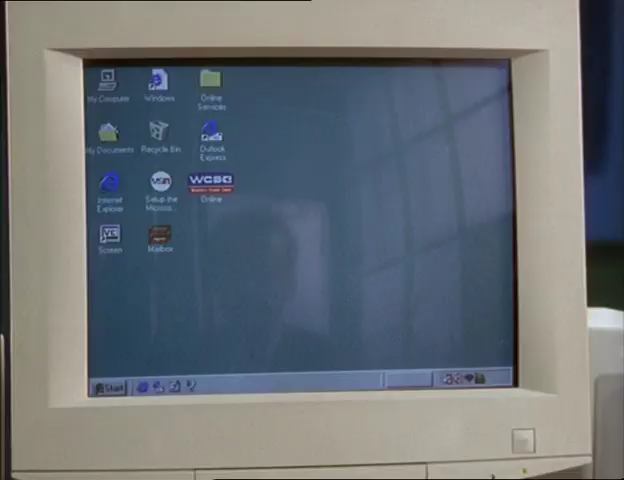 My Computer
Windows
Online
Services
My Documents
Recycle Bin
Outlook
Express
Internet
Explorer
Setup the
Microso...
WCSC
Online
Screen
Mailbox
Start